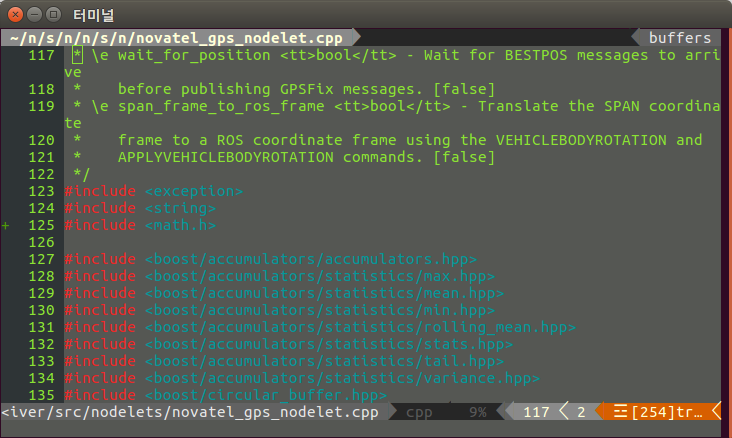 터미널
~/n/s/n/n/s/n/novatel_gps_nodelet.cpp buffers
117 * \e wait_for_position <tt>bool</tt> - Wait for BESTPOS messages to arri
ve
118 *    before publishing GPSFix messages. [false]
119 * \e span_frame_to_ros_frame <tt>bool</tt> - Translate the SPAN coordina
te
120 *    frame to a ROS coordinate frame using the VEHICLEBODYROTATION and
121 *    APPLYVEHICLEBODYROTATION commands. [false]
122 */
123 #include <exception>
124 #include <string>
+ 125 #include <math.h>
126
127 #include <boost/accumulators/accumulators.hpp>
128 #include <boost/accumulators/statistics/max.hpp>
129 #include <boost/accumulators/statistics/mean.hpp>
130 #include <boost/accumulators/statistics/min.hpp>
131 #include <boost/accumulators/statistics/rolling_mean.hpp>
132 #include <boost/accumulators/statistics/stats.hpp>
133 #include <boost/accumulators/statistics/tail.hpp>
134 #include <boost/accumulators/statistics/variance.hpp>
135 #include <boost/circular_buffer.hpp>
<iver/src/nodelets/novatel_gps_nodelet.cpp cpp 9% 117 < 2 ☲[254]tr…